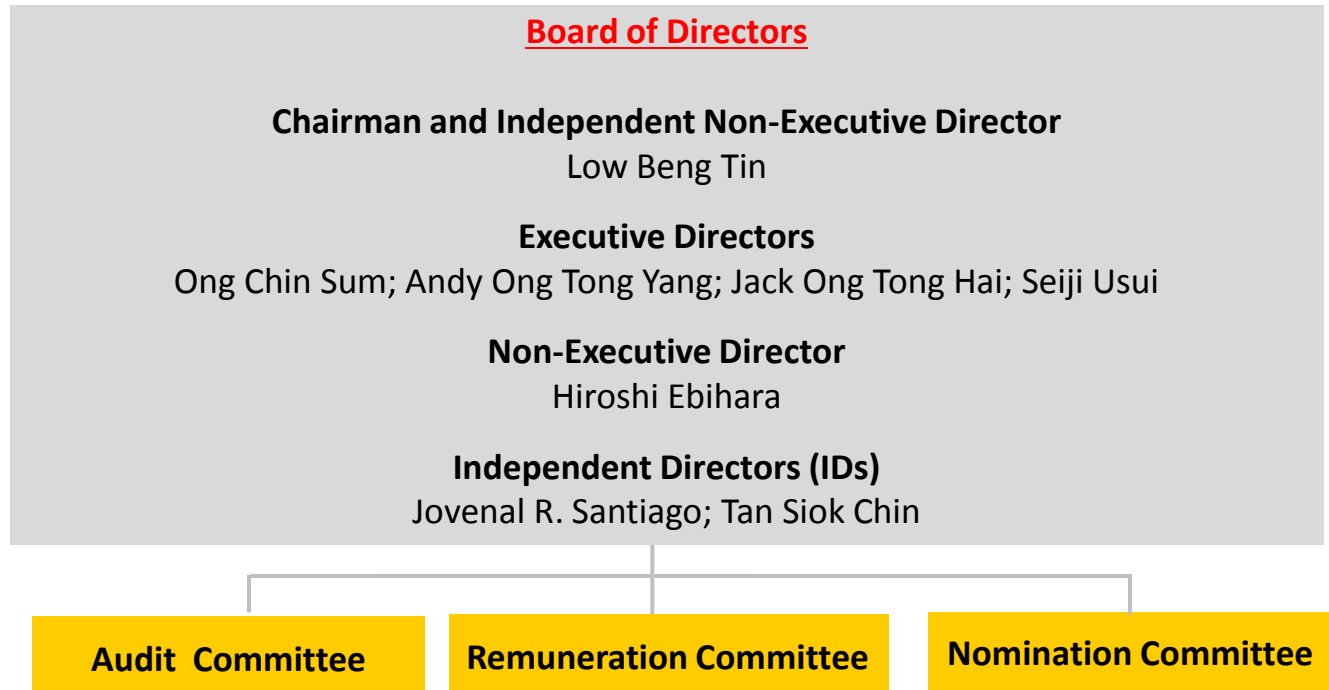 Board of Directors
Chairman and Independent Non-Executive Director
Low Beng Tin
Executive Directors
Ong Chin Sum; Andy Ong Tong Yang; Jack Ong Tong Hai; Seiji Usui
Non-Executive Director
Hiroshi Ebihara
Independent Directors (IDs)
Jovenal R. Santiago; Tan Siok Chin
Audit Committee
Remuneration Committee
Nomination Committee